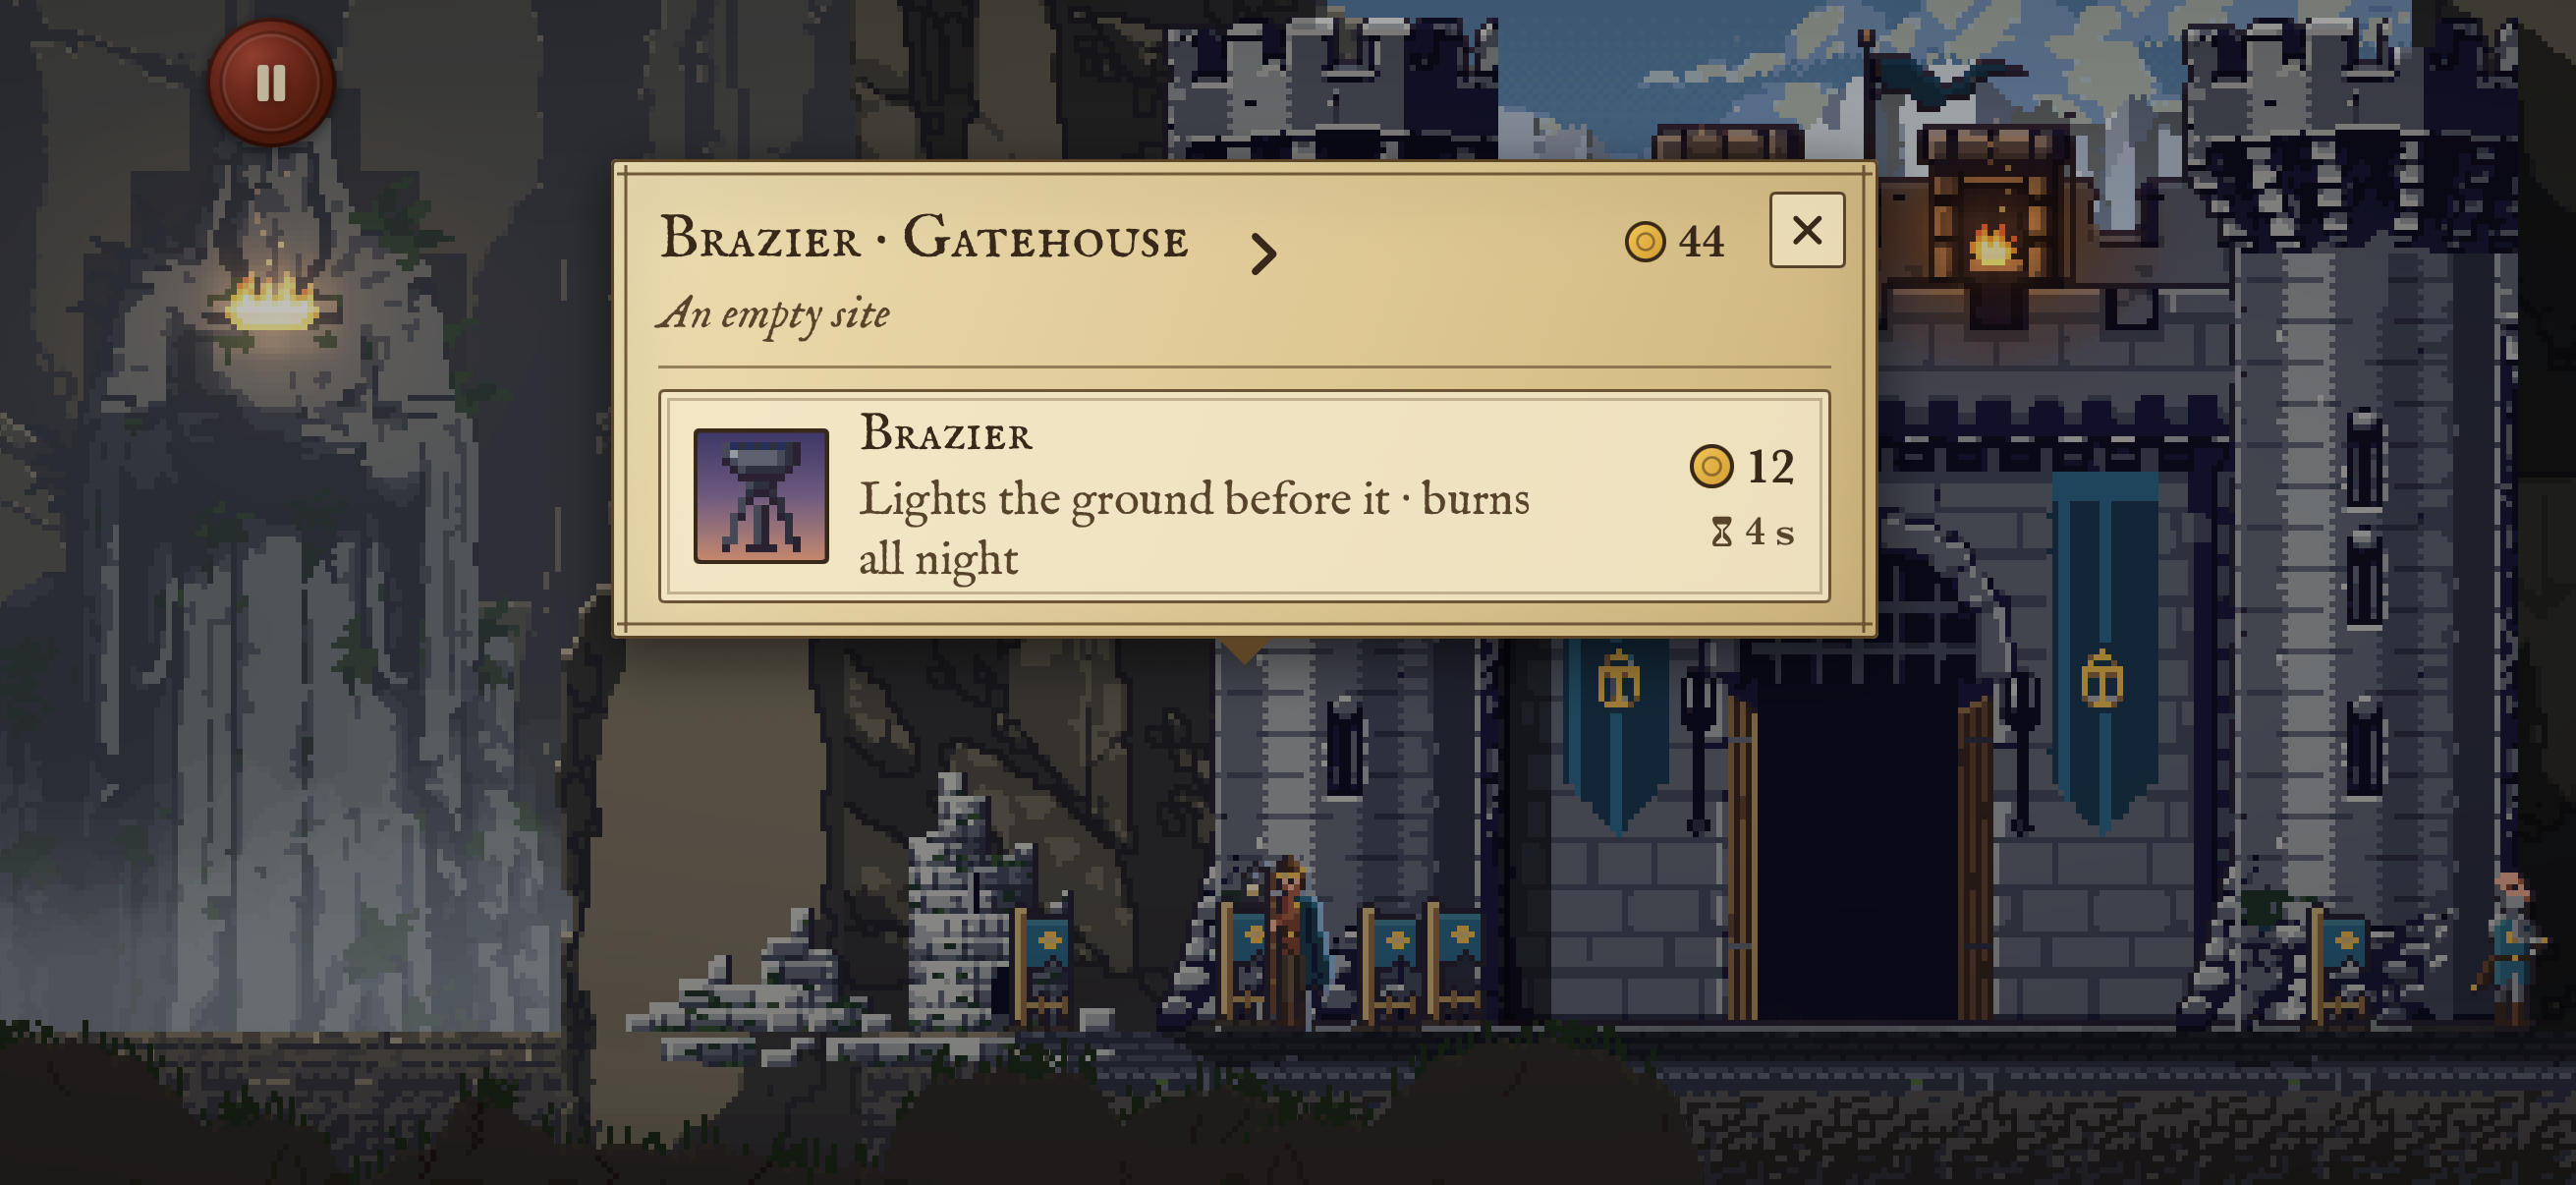 Brazier · Gatehouse
44
An empty site
Brazier
Lights the ground before it · burns
all night
12
4 s